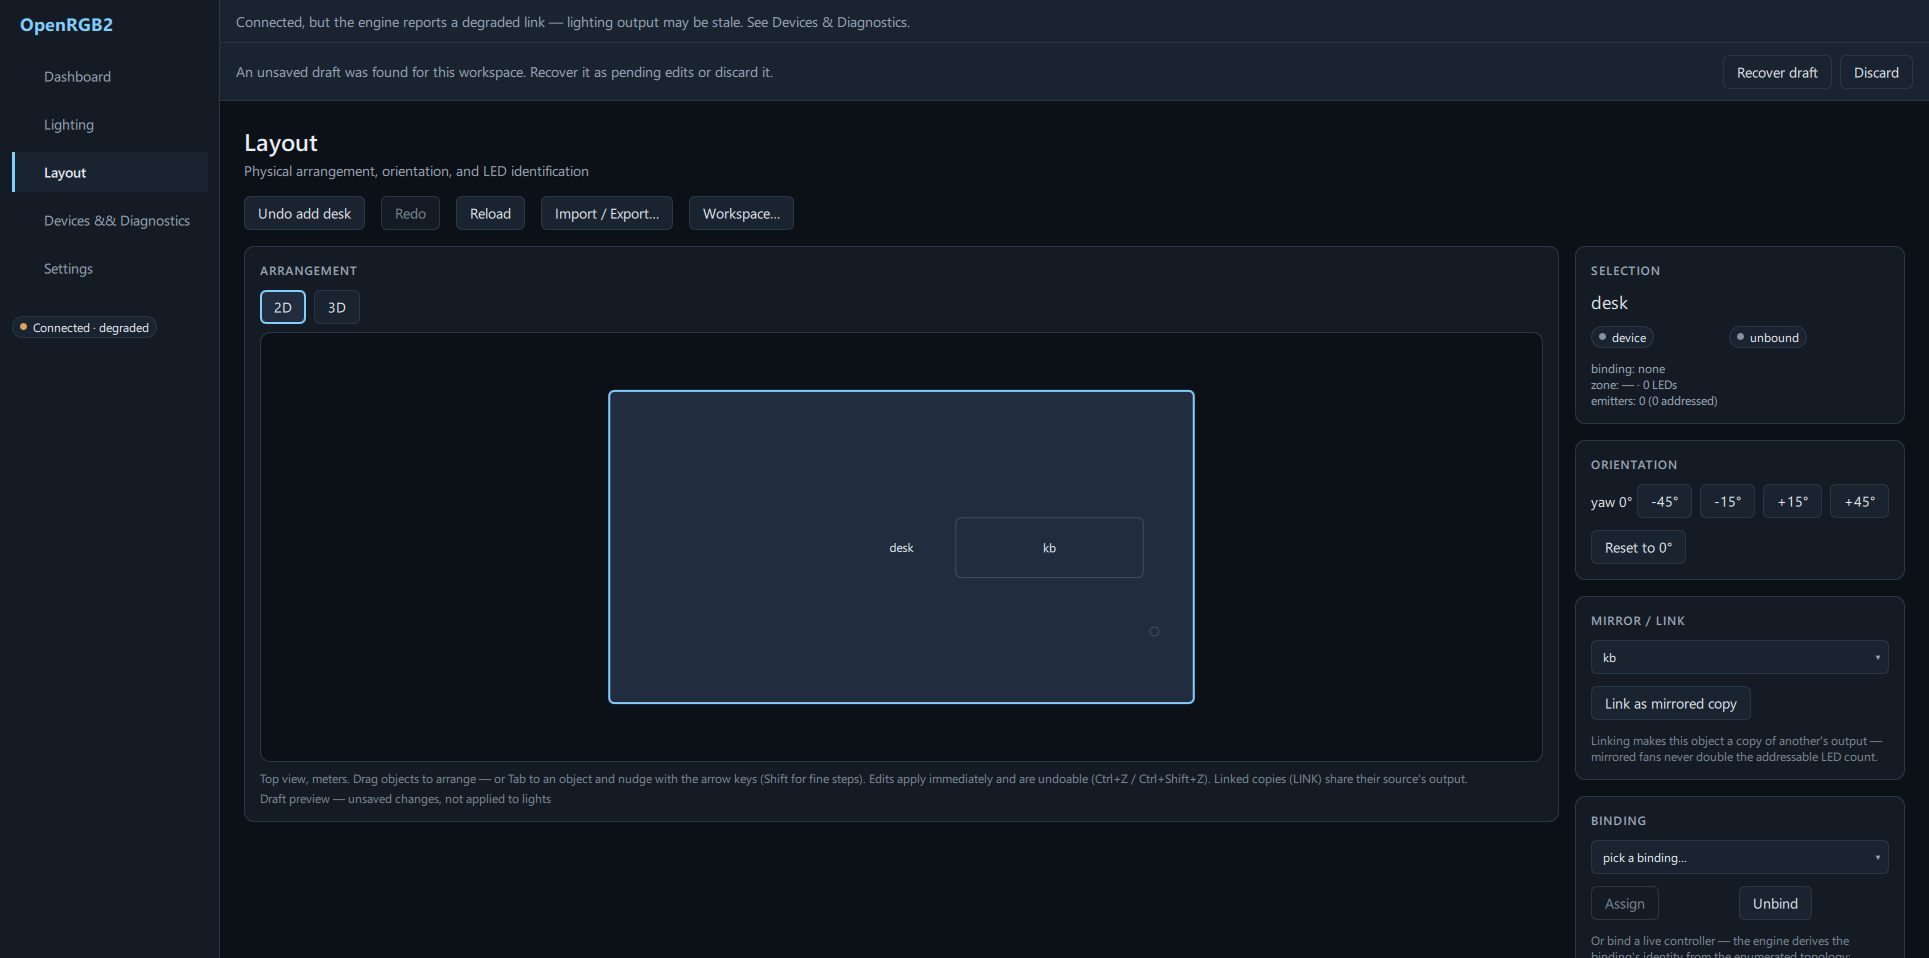 OpenRGB2
Dashboard
Lighting
Layout
Devices && Diagnostics
Settings
Connected · degraded
Connected, but the engine reports a degraded link — lighting output may be stale. See Devices & Diagnostics.
An unsaved draft was found for this workspace. Recover it as pending edits or discard it.
Recover draft
Discard
Layout
Physical arrangement, orientation, and LED identification
Undo add desk
Redo
Reload
Import / Export...
Workspace...
ARRANGEMENT
2D
3D
desk
kb
Top view, meters. Drag objects to arrange — or Tab to an object and nudge with the arrow keys (Shift for fine steps). Edits apply immediately and are undoable (Ctrl+Z / Ctrl+Shift+Z). Linked copies (LINK) share their source's output.
Draft preview — unsaved changes, not applied to lights
SELECTION
desk
device
unbound
binding: none
zone: — · 0 LEDs
emitters: 0 (0 addressed)
ORIENTATION
yaw 0°
-45°
-15°
+15°
+45°
Reset to 0°
MIRROR / LINK
kb
Link as mirrored copy
Linking makes this object a copy of another's output —
mirrored fans never double the addressable LED count.
BINDING
pick a binding...
Assign
Unbind
Or bind a live controller — the engine derives the
binding's identity from the enumerated topology: